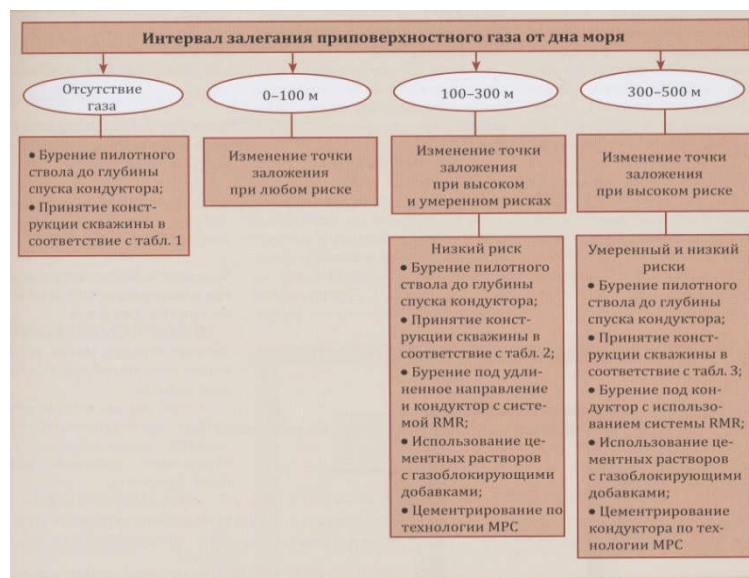 Интервал залегания приповерхностного газа от дна моря
Отсутствие
газа
0–100 м
100–300 м
300–500 м
• Бурение пилотного
ствола до глубины
спуска кондуктора;
• Принятие конст-
рукции скважины в
соответствие с табл. 1
Изменение точки
заложения
при любом риске
Изменение точки
заложения
при высоком
и умеренном рисках
Изменение точки
заложения
при высоком риске
Низкий риск
• Бурение пилотного
ствола до глубины
спуска кондуктора;
• Принятие конст-
рукции скважины в
соответствие с табл. 2;
• Бурение под удли-
ненное направление
и кондуктор с систе-
мой RMR;
• Использование це-
ментных растворов
с газоблокирующими
добавками;
• Цементрирование по
технологии МРС
Умеренный и низкий
риски
• Бурение пилотного
ствола до глубины
спуска кондуктора;
• Принятие конст-
рукции скважины в
соответствие с табл. 3;
• Бурение под кон-
дуктор с использо-
ванием системы RMR;
• Использование це-
ментных растворов
с газоблокирующими
добавками;
• Цементрирование
кондуктора по тех-
нологии МРС